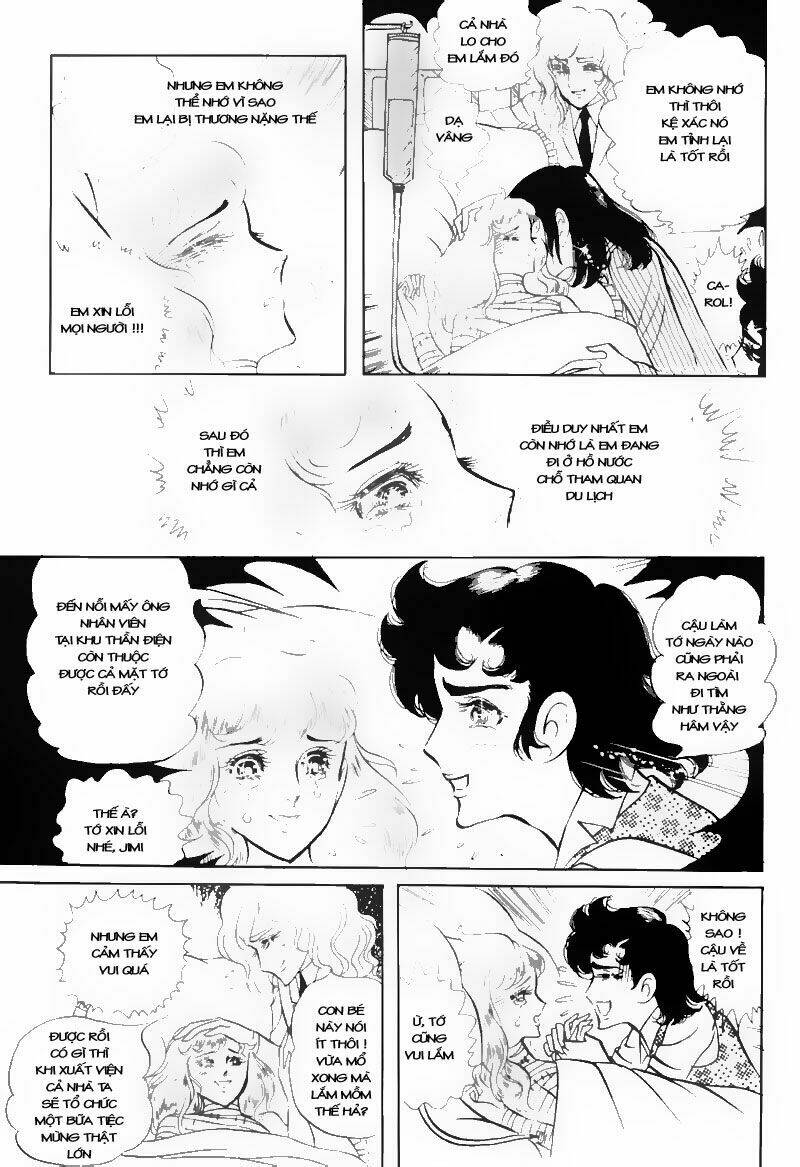 CẢ NHÀ
LO CHO
EM LẮM ĐÓ
EM KHÔNG NHỚ
THÌ THÔI
KỆ XÁC NÓ
EM TỈNH LẠI
LÀ TỐT RỒI
DẠ
VÂNG
CA-
ROL!
NHƯNG EM KHÔNG
THỂ NHỚ VÌ SAO
EM LẠI BỊ THƯƠNG NẶNG THẾ
EM XIN LỖI
MỌI NGƯỜI !!!
ĐIỀU DUY NHẤT EM
CÒN NHỚ LÀ EM ĐANG
ĐI Ở HỒ NƯỚC
CHỖ THAM QUAN
DU LỊCH
SAU ĐÓ
THÌ EM
CHẲNG CÒN
NHỚ GÌ CẢ
CẬU LÀM
TỚ NGÀY NÀO
CŨNG PHẢI
RA NGOÀI
ĐI TÌM
NHƯ THẰNG
HÂM VẬY
ĐẾN NỖI MẤY ÔNG
NHÂN VIÊN
TẠI KHU THẦN ĐIỆN
CÒN THUỘC
ĐƯỢC CẢ MẶT TỚ
RỒI ĐẤY
THẾ À?
TỚ XIN LỖI
NHÉ, JIMI
KHÔNG
SAO !
CẬU VỀ
LÀ TỐT
RỒI
Ừ, TỚ
CŨNG
VUI LẮM
NHƯNG EM
CẢM THẤY
VUI QUÁ
CON BÉ
NÀY NÓI
ÍT THÔI !
VỪA MỔ
XONG MÀ
LẮM MỒM
THẾ HẢ?
ĐƯỢC RỒI
CÓ GÌ THÌ
KHI XUẤT VIỆN
CẢ NHÀ TA
SẼ TỔ CHỨC
MỘT BỮA TIỆC
MỪNG THẬT
LỚN